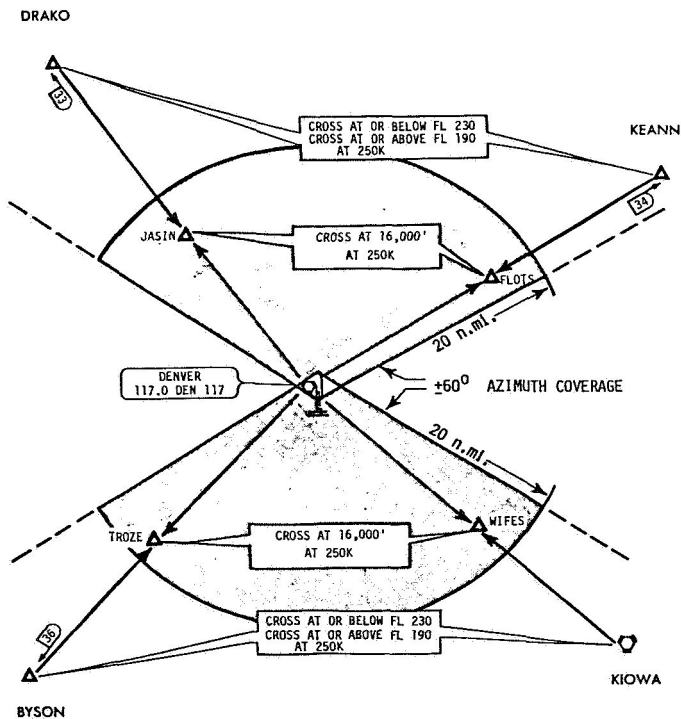 DRAKO
33
CROSS AT OR BELOW FL 230
CROSS AT OR ABOVE FL 190
AT 250K
KEANN
34
JASIN
CROSS AT 16,000'
AT 250K
FLOTS
20 n.mi.
DENVER
117.0 DEN 117
±60° AZIMUTH COVERAGE
20 n.mi.
TROZE
WIFES
CROSS AT 16,000'
AT 250K
36
CROSS AT OR BELOW FL 230
CROSS AT OR ABOVE FL 190
AT 250K
KIOWA
BYSON